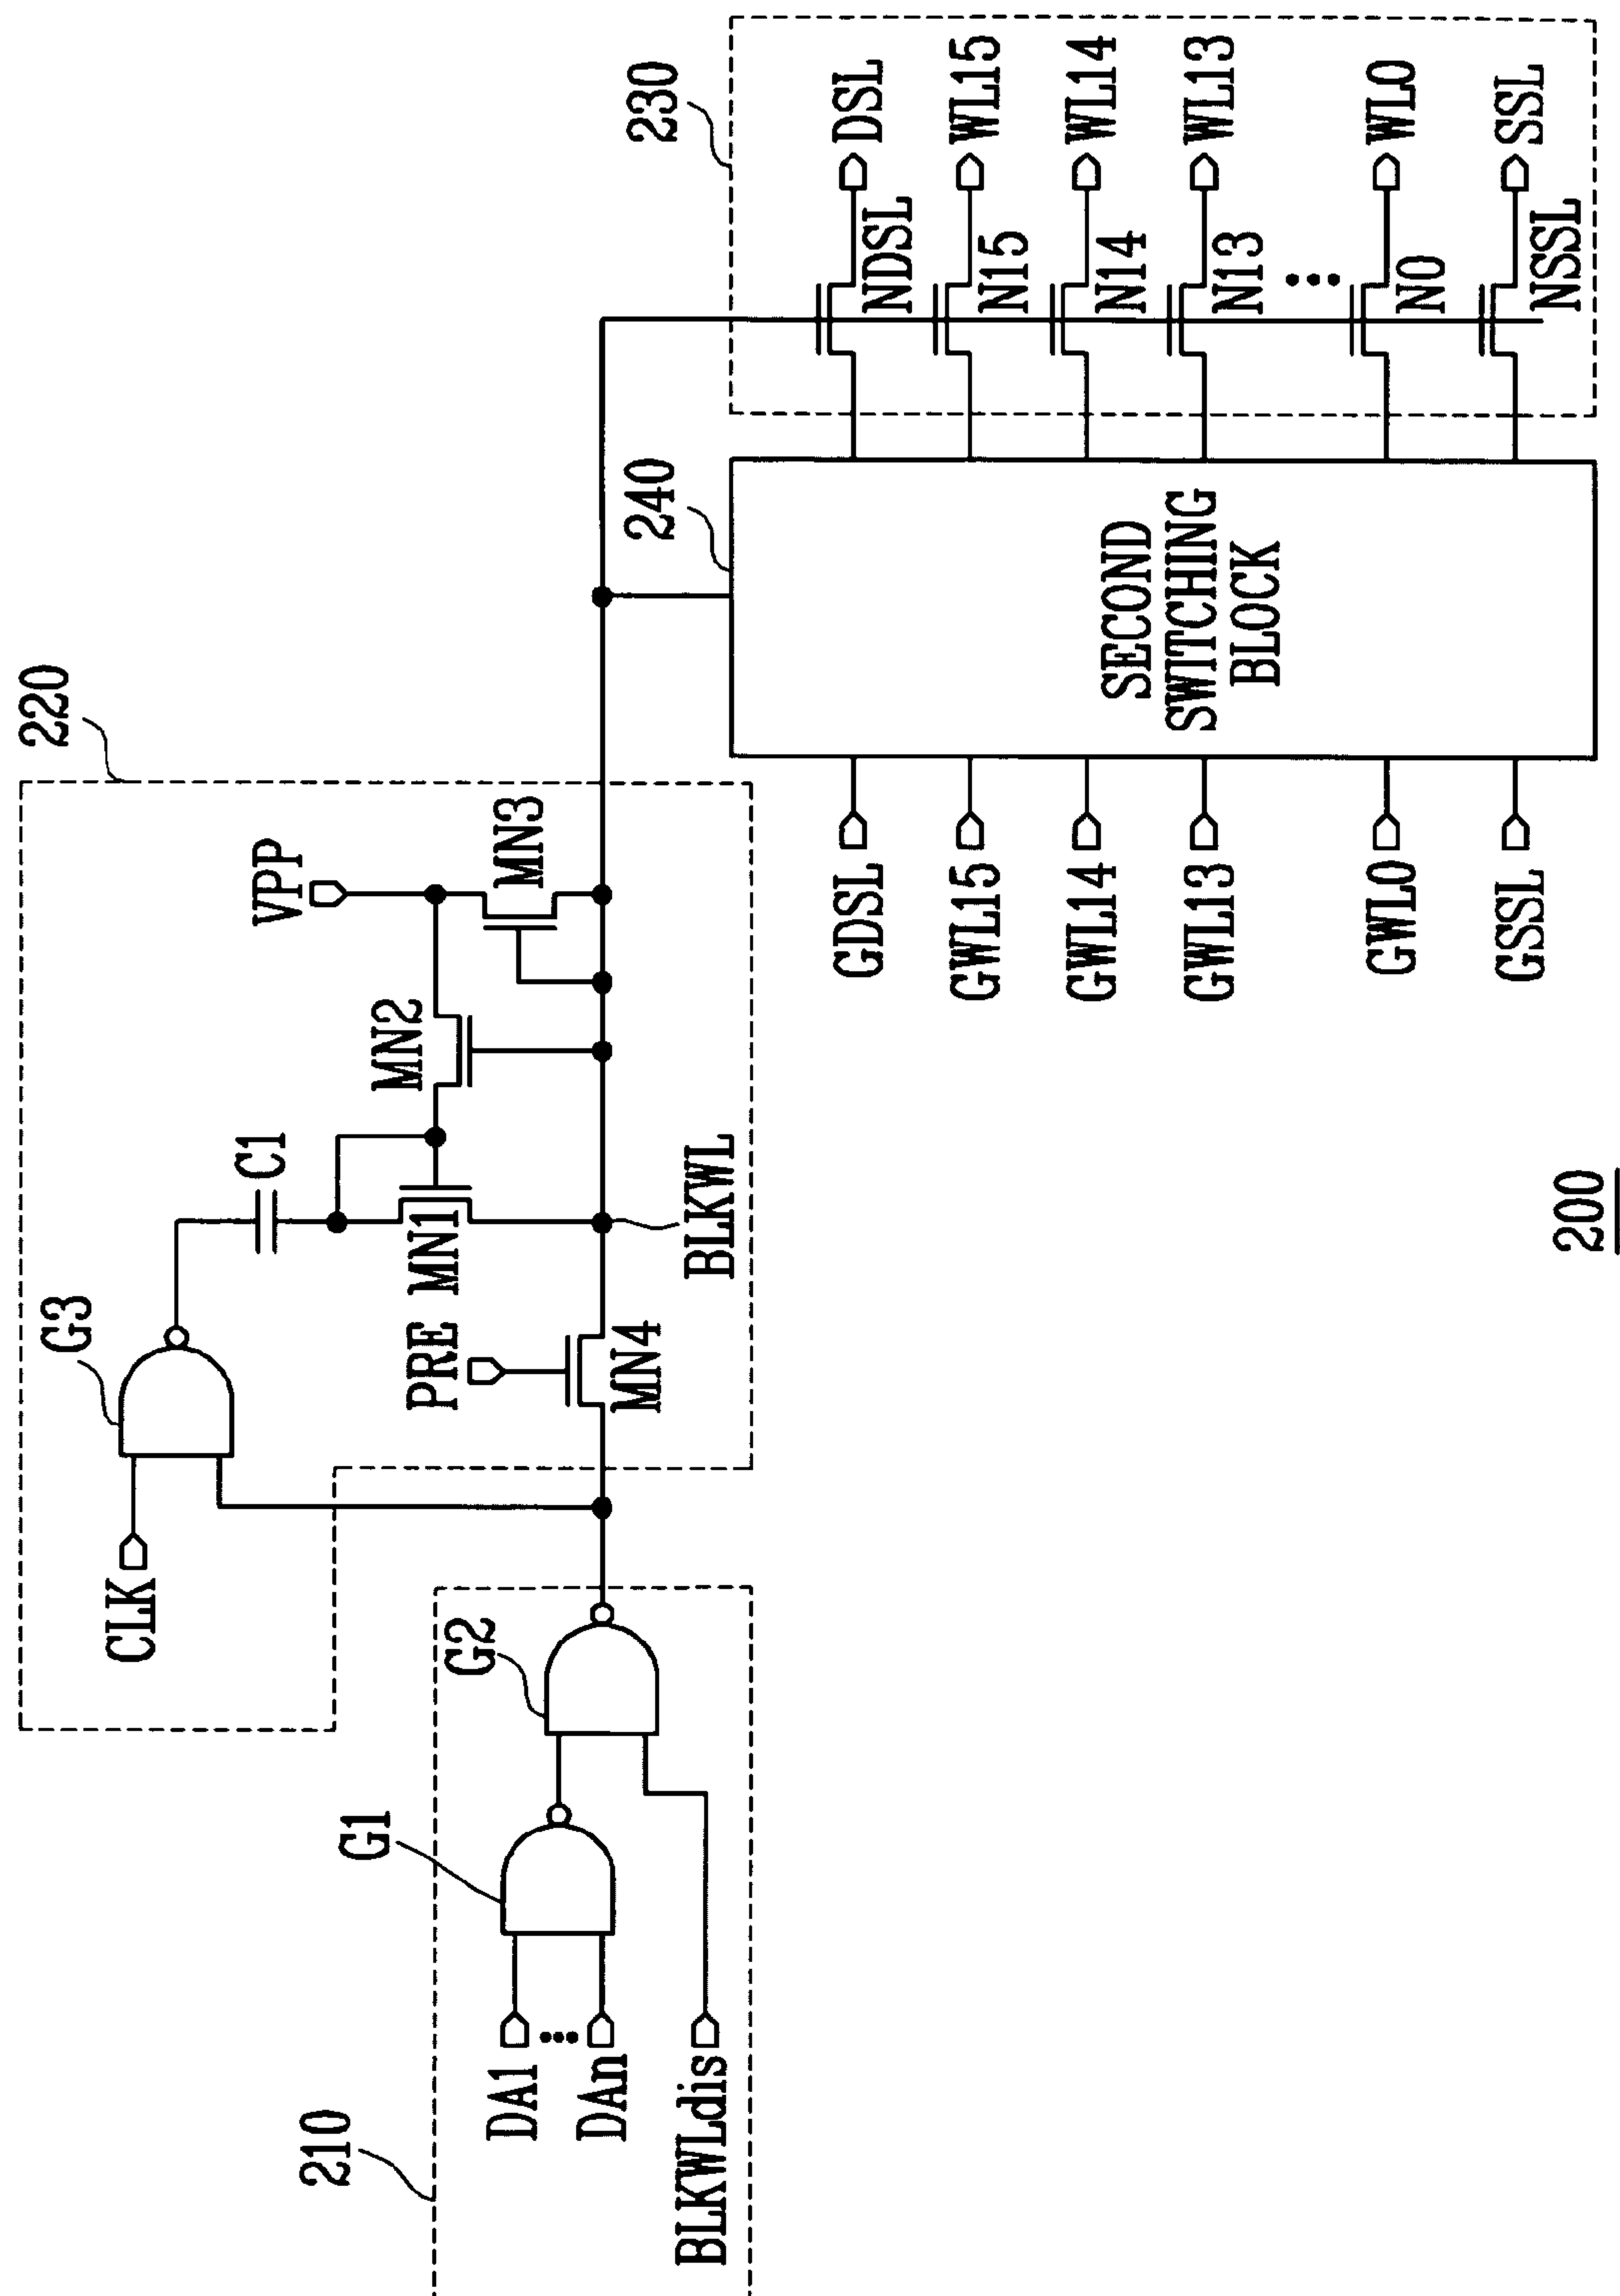 220
G3
CLK
C1
VPP
PRE
MN1
MN2
MN3
MN4
BLKWL
210
G1
G2
DA1
DAn
BLKWLdis
240
230
GDSL
GWL15
GWL14
GWL13
GWL0
GSSL
SECOND
SWITCHING
BLOCK
NDSL
N15
N14
N13
N0
NSSL
DSL
WL15
WL14
WL13
WL0
SSL
200